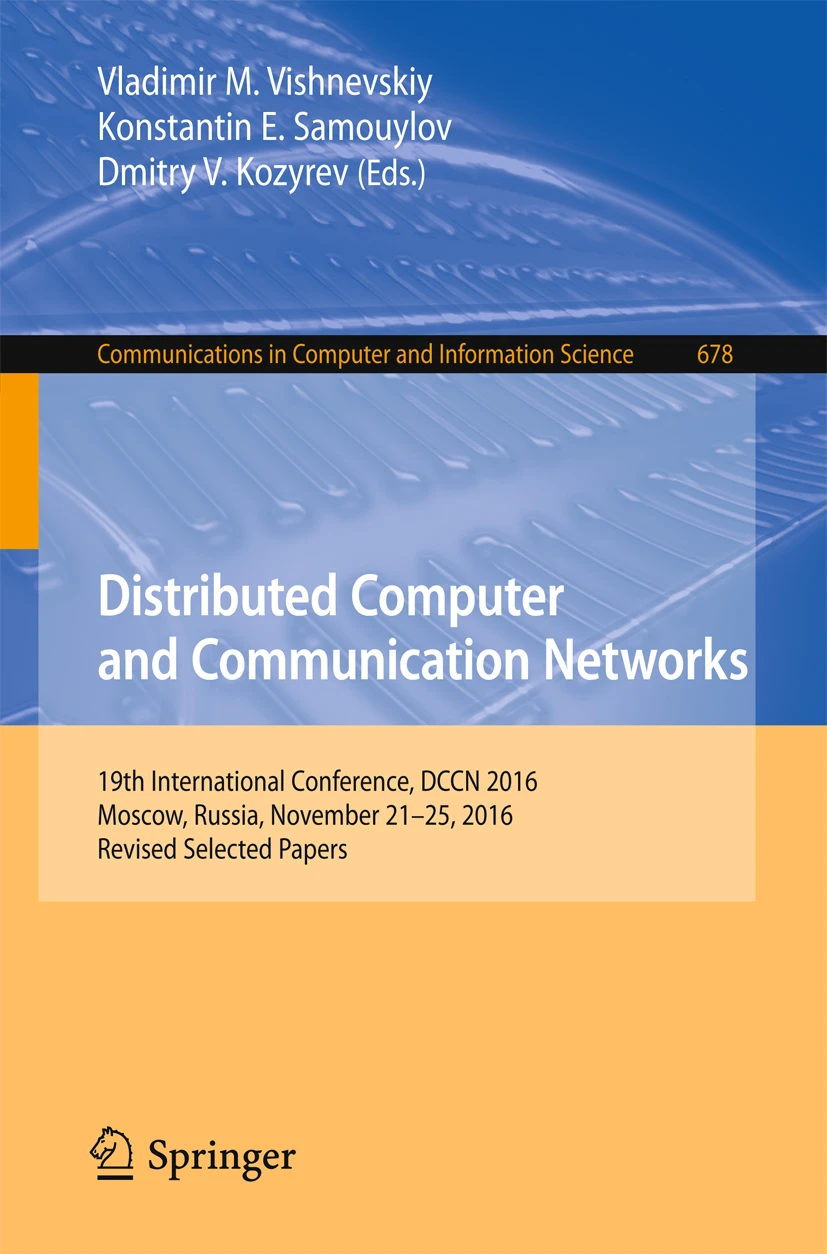 Vladimir M. Vishnevskiy
Konstantin E. Samouylov
Dmitry V. Kozyrev (Eds.)
Communications in Computer and Information Science 678
Distributed Computer
and Communication Networks
19th International Conference, DCCN 2016
Moscow, Russia, November 21–25, 2016
Revised Selected Papers
Springer